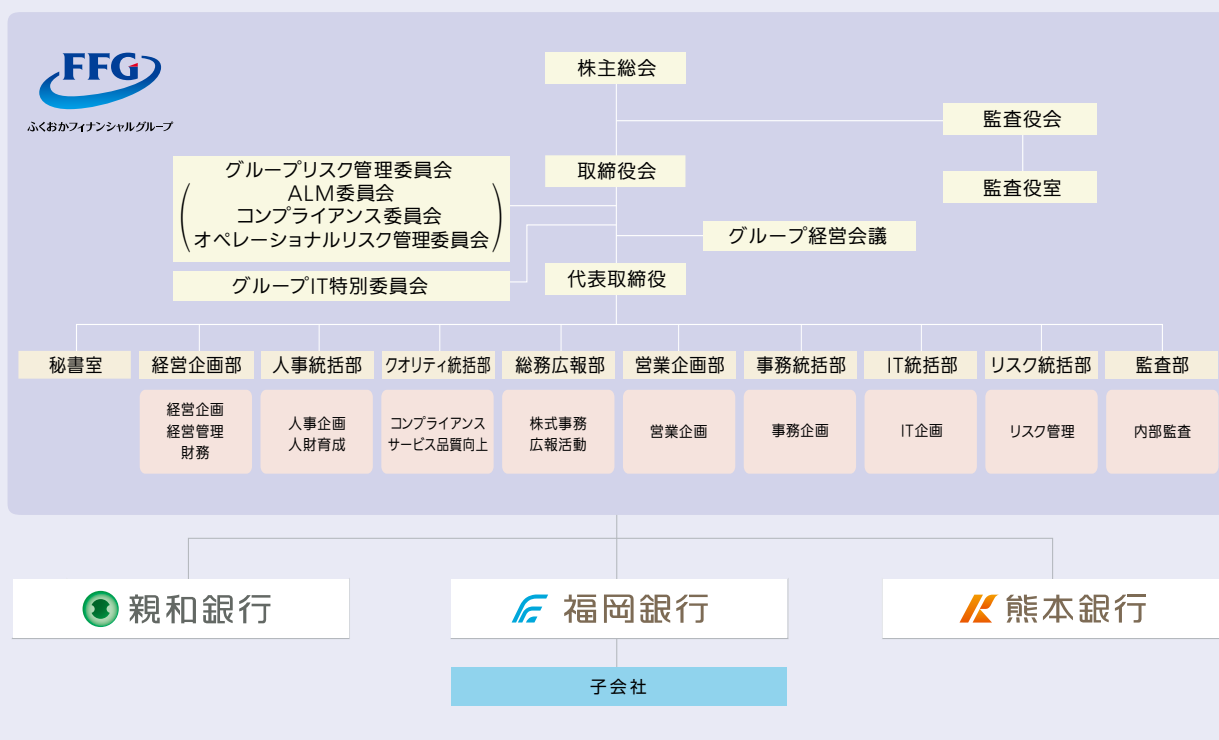 FFG
ふくおかフィナンシャルグループ
株主総会
監査役会
監査役室
取締役会
グループリスク管理委員会
ALM委員会
コンプライアンス委員会
オペレーショナルリスク管理委員会
グループ経営会議
グループIT特別委員会
代表取締役
秘書室
経営企画部
人事統括部
クオリティ統括部
総務広報部
営業企画部
事務統括部
IT統括部
リスク統括部
監査部
経営企画
経営管理
財務
人事企画
人財育成
コンプライアンス
サービス品質向上
株式事務
広報活動
営業企画
事務企画
IT企画
リスク管理
内部監査
親和銀行
福岡銀行
熊本銀行
子会社